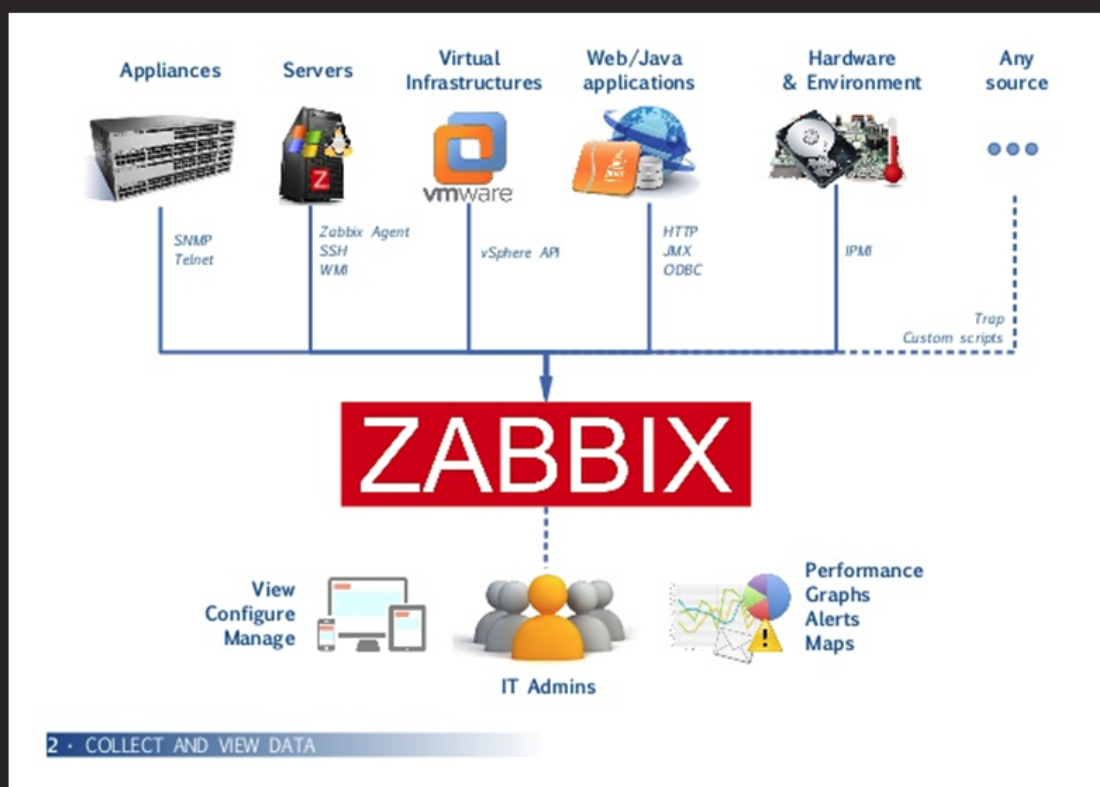 Appliances
Servers
Virtual
Infrastructures
Web/Java
applications
Hardware
& Environment
Any
source
Z
Java
vmware
SNMP
Telnet
Zabbix Agent
SSH
WMI
vSphere API
HTTP
JMX
ODBC
IPMI
Trap
Custom scripts
ZABBIX
View
Configure
Manage
IT Admins
Performance
Graphs
Alerts
Maps
2 · COLLECT AND VIEW DATA